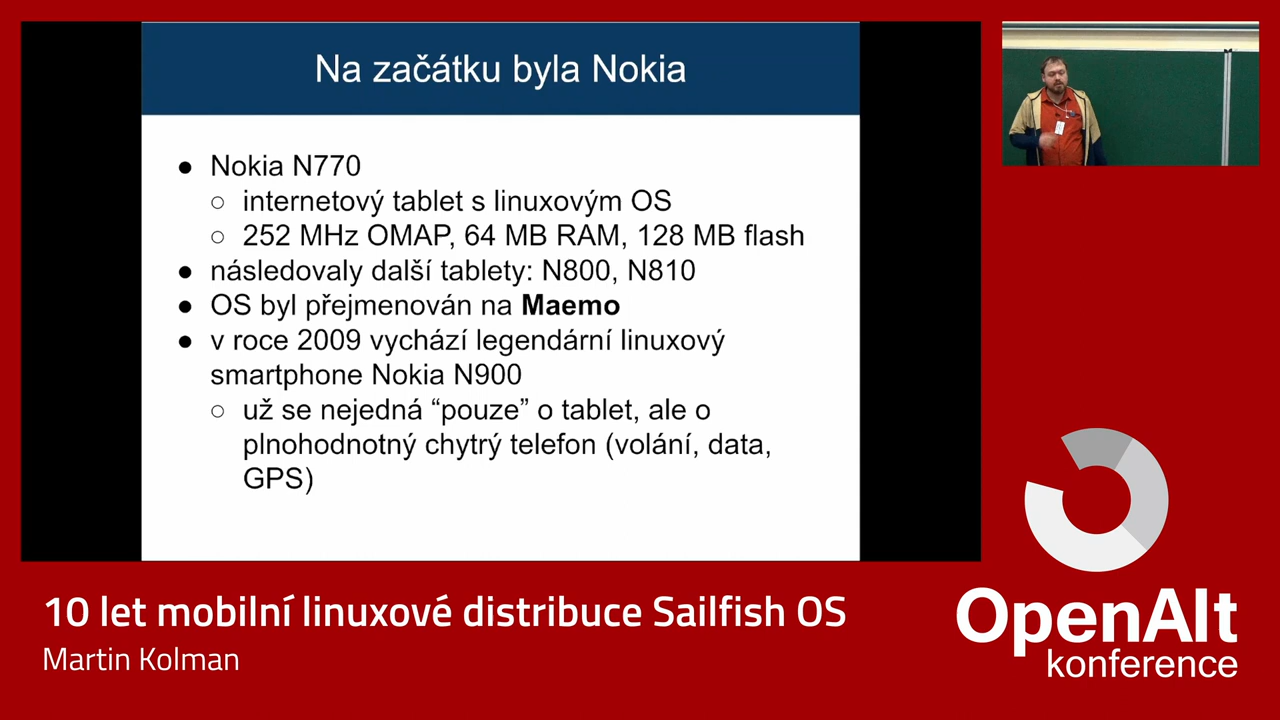 Na začátku byla Nokia
● Nokia N770
○ internetový tablet s linuxovým OS
○ 252 MHz OMAP, 64 MB RAM, 128 MB flash
● následovaly další tablety: N800, N810
● OS byl přejmenován na Maemo
● v roce 2009 vychází legendární linuxový
smartphone Nokia N900
○ už se nejedná “pouze” o tablet, ale o
plnohodnotný chytrý telefon (volání, data,
GPS)
10 let mobilní linuxové distribuce Sailfish OS
Martin Kolman
OpenAlt
konference